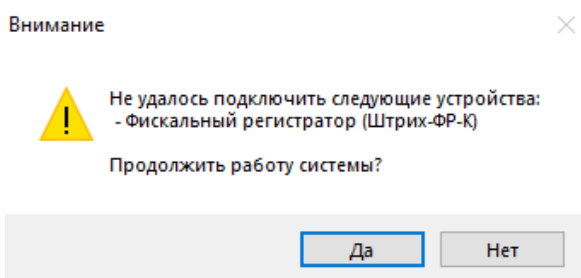 Внимание
Не удалось подключить следующие устройства:
- Фискальный регистратор (Штрих-ФР-К)
Продолжить работу системы?
Да
Нет